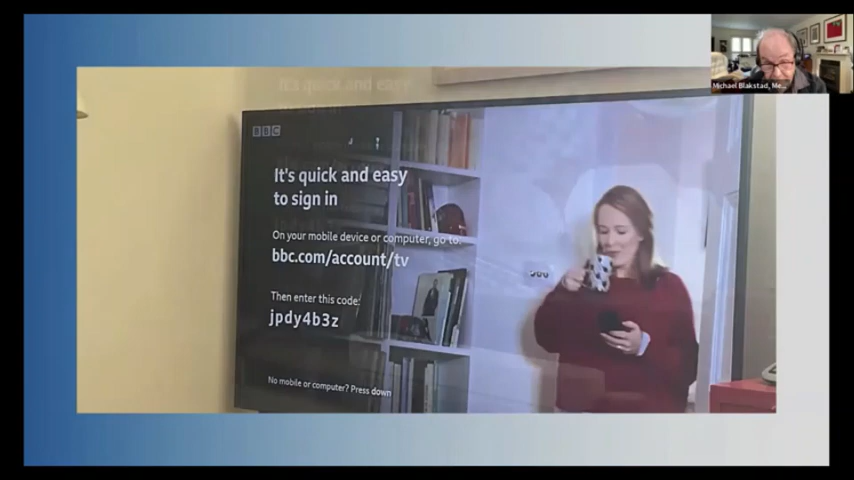 Michael Blakstad, Me...
BBC
It's quick and easy
to sign in
On your mobile device or computer, go to:
bbc.com/account/tv
Then enter this code:
jpdy4b3z
No mobile or computer? Press down